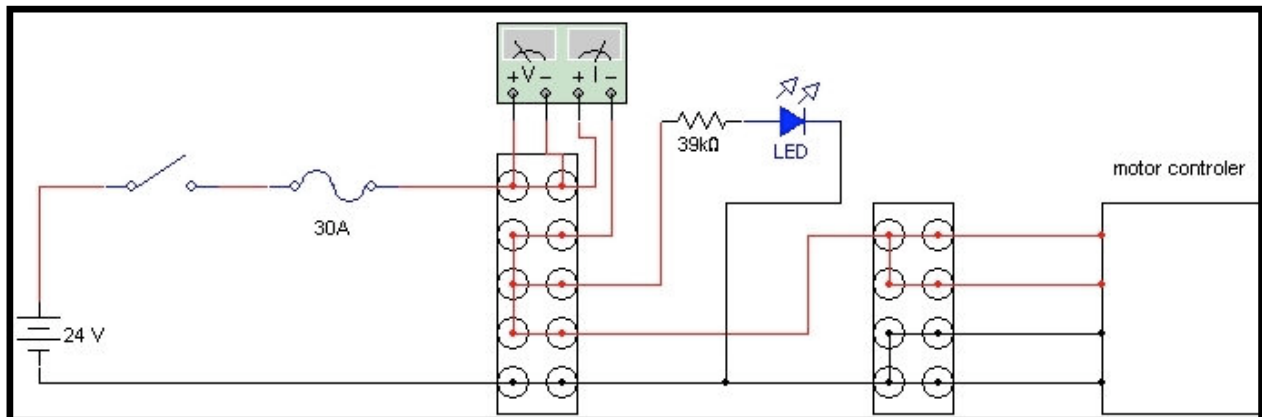 + V - + I -
39kΩ
LED
motor controler
30A
24 V